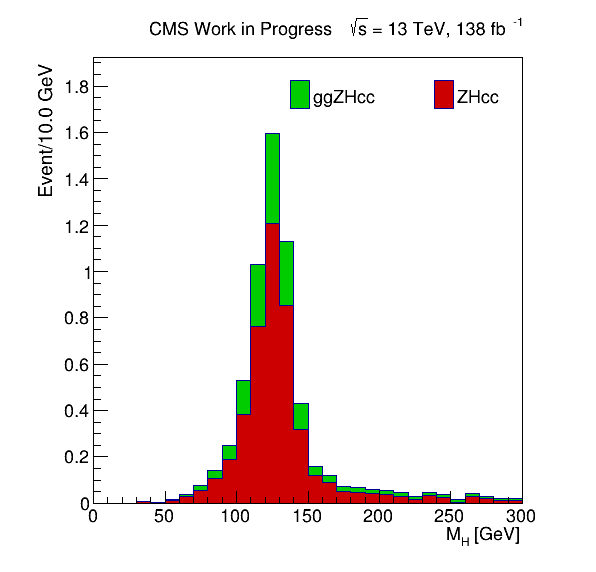 CMS Work in Progress √s = 13 TeV, 138 fb⁻¹
Event/10.0 GeV
ggZHcc ZHcc
1.8
1.6
1.4
1.2
1
0.8
0.6
0.4
0.2
0
0 50 100 150 200 250 300
M_H [GeV]